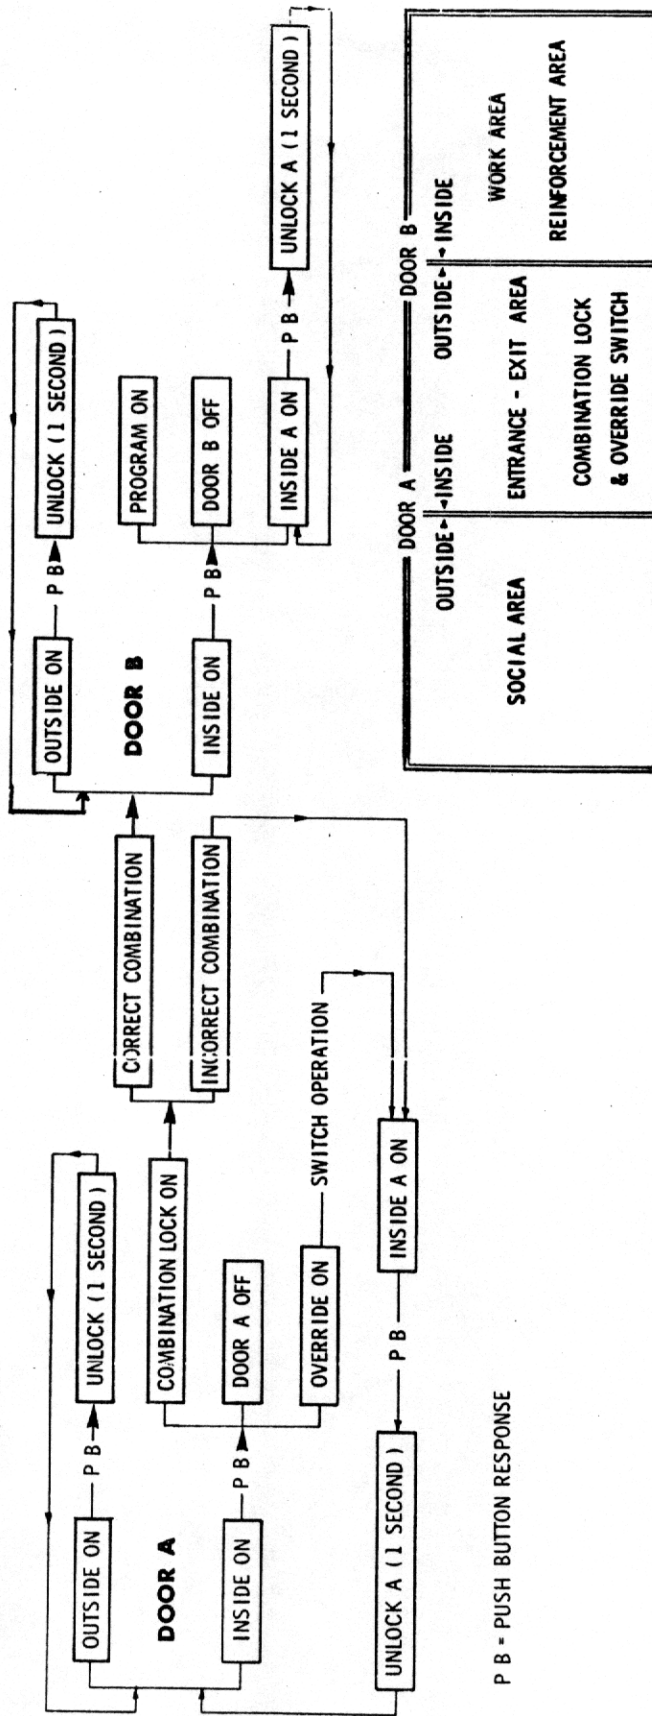 OUTSIDE ON
P B
UNLOCK (1 SECOND)
DOOR A
INSIDE ON
P B
COMBINATION LOCK ON
DOOR A OFF
OVERRIDE ON
SWITCH OPERATION
CORRECT COMBINATION
INCORRECT COMBINATION
INSIDE A ON
P B
UNLOCK A (1 SECOND)
OUTSIDE ON
P B
UNLOCK (1 SECOND)
DOOR B
INSIDE ON
P B
PROGRAM ON
DOOR B OFF
INSIDE A ON
P B
UNLOCK A (1 SECOND)
P B = PUSH BUTTON RESPONSE
DOOR A
DOOR B
OUTSIDE
INSIDE
OUTSIDE
INSIDE
SOCIAL AREA
ENTRANCE - EXIT AREA
COMBINATION LOCK
& OVERRIDE SWITCH
WORK AREA
REINFORCEMENT AREA